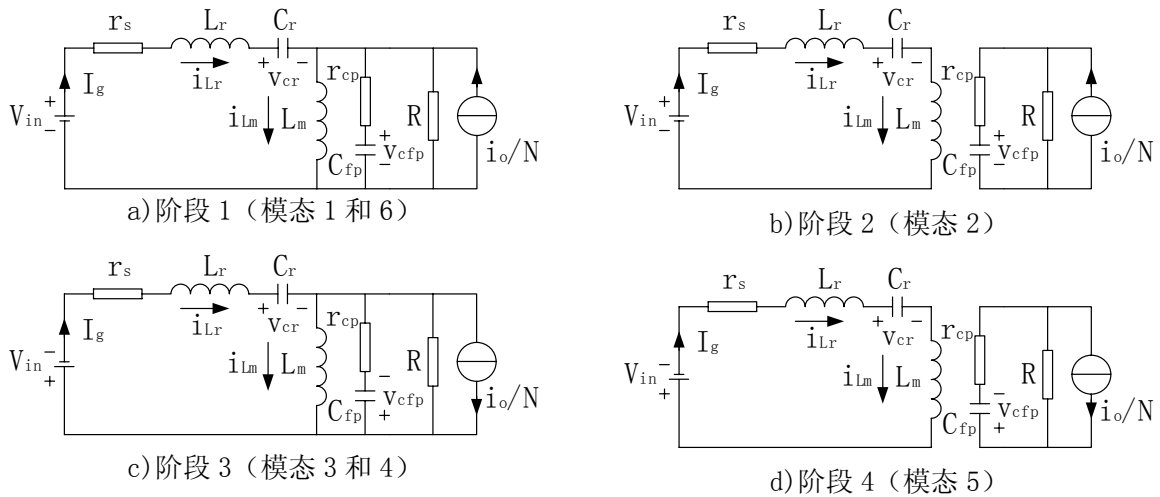 rs Lr Cr
Vin + - Ig iLr + vcr - iLm Lm rcp Cfp + vcfp - R io/N
a)阶段1（模态1和6）
rs Lr Cr
Vin + - Ig iLr + vcr - iLm Lm rcp Cfp + vcfp - R io/N
b)阶段2（模态2）
rs Lr Cr
Vin - + Ig iLr + vcr - iLm Lm rcp Cfp - vcfp + R io/N
c)阶段3（模态3和4）
rs Lr Cr
Vin - + Ig iLr + vcr - iLm Lm rcp Cfp - vcfp + R io/N
d)阶段4（模态5）